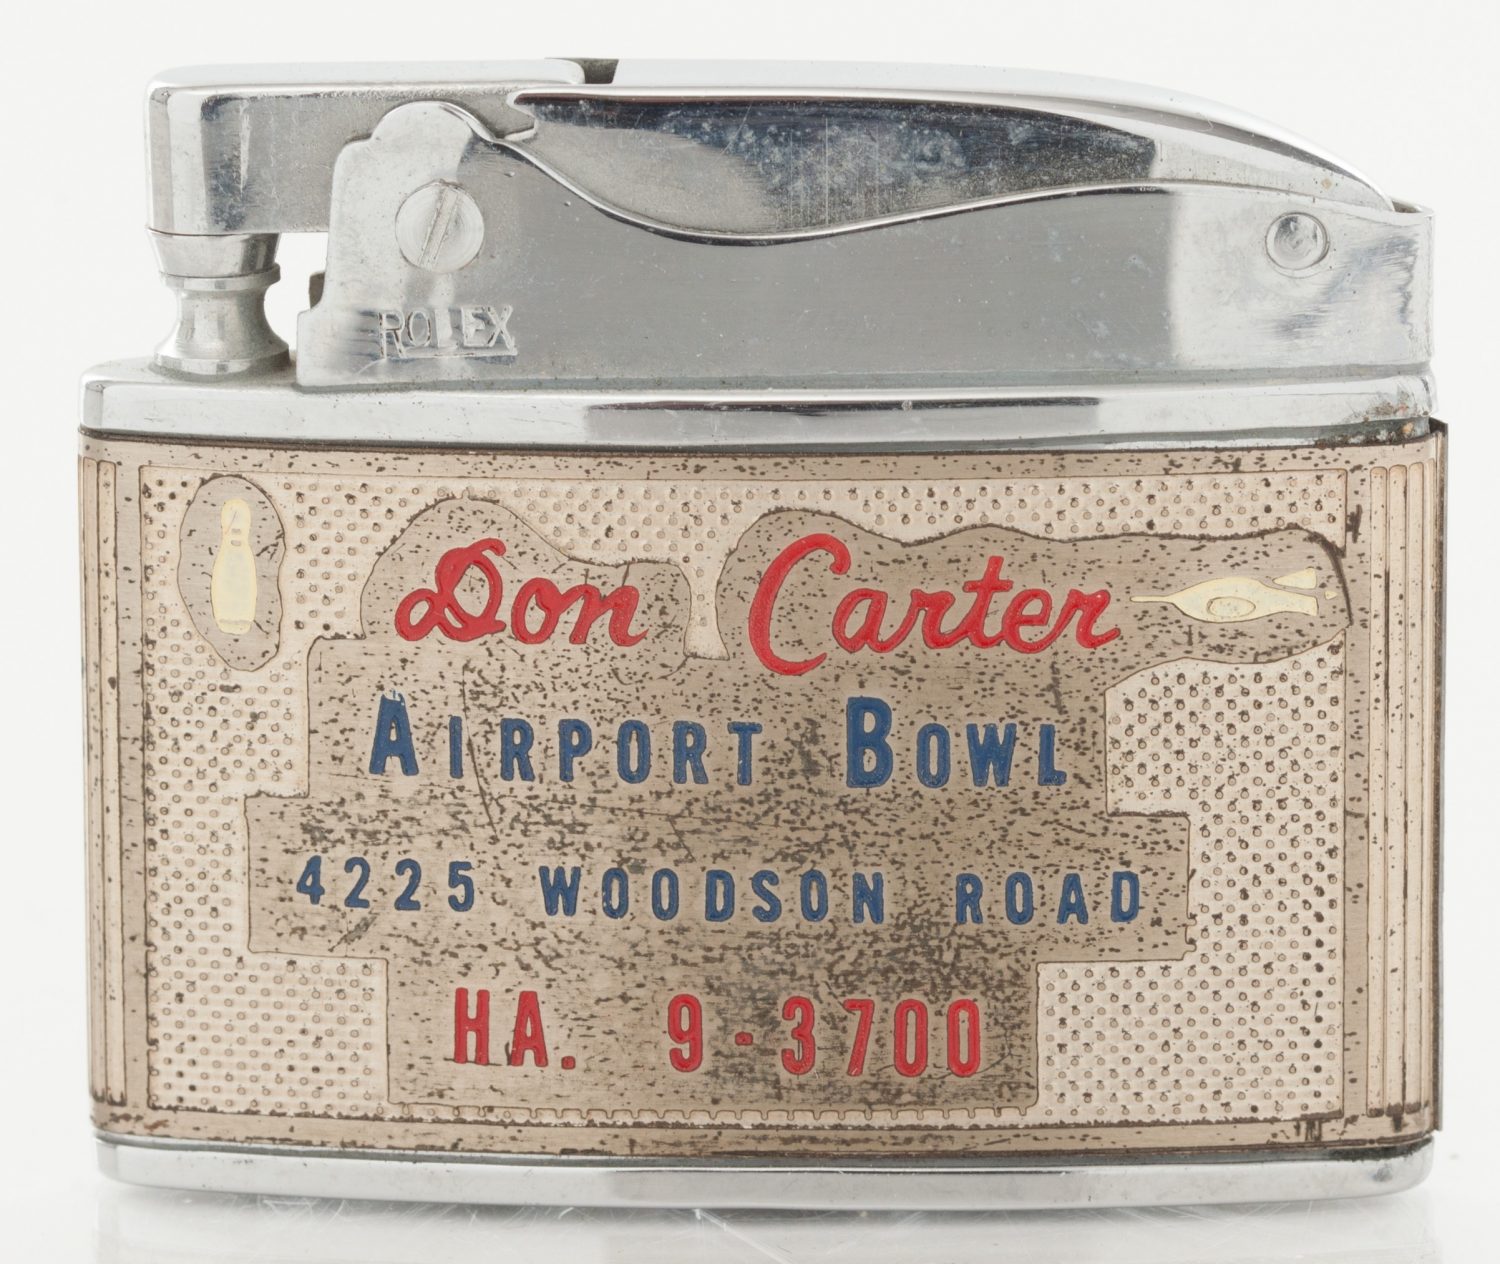 ROLEX
Don Carter
AIRPORT BOWL
4225 WOODSON ROAD
HA. 9-3700